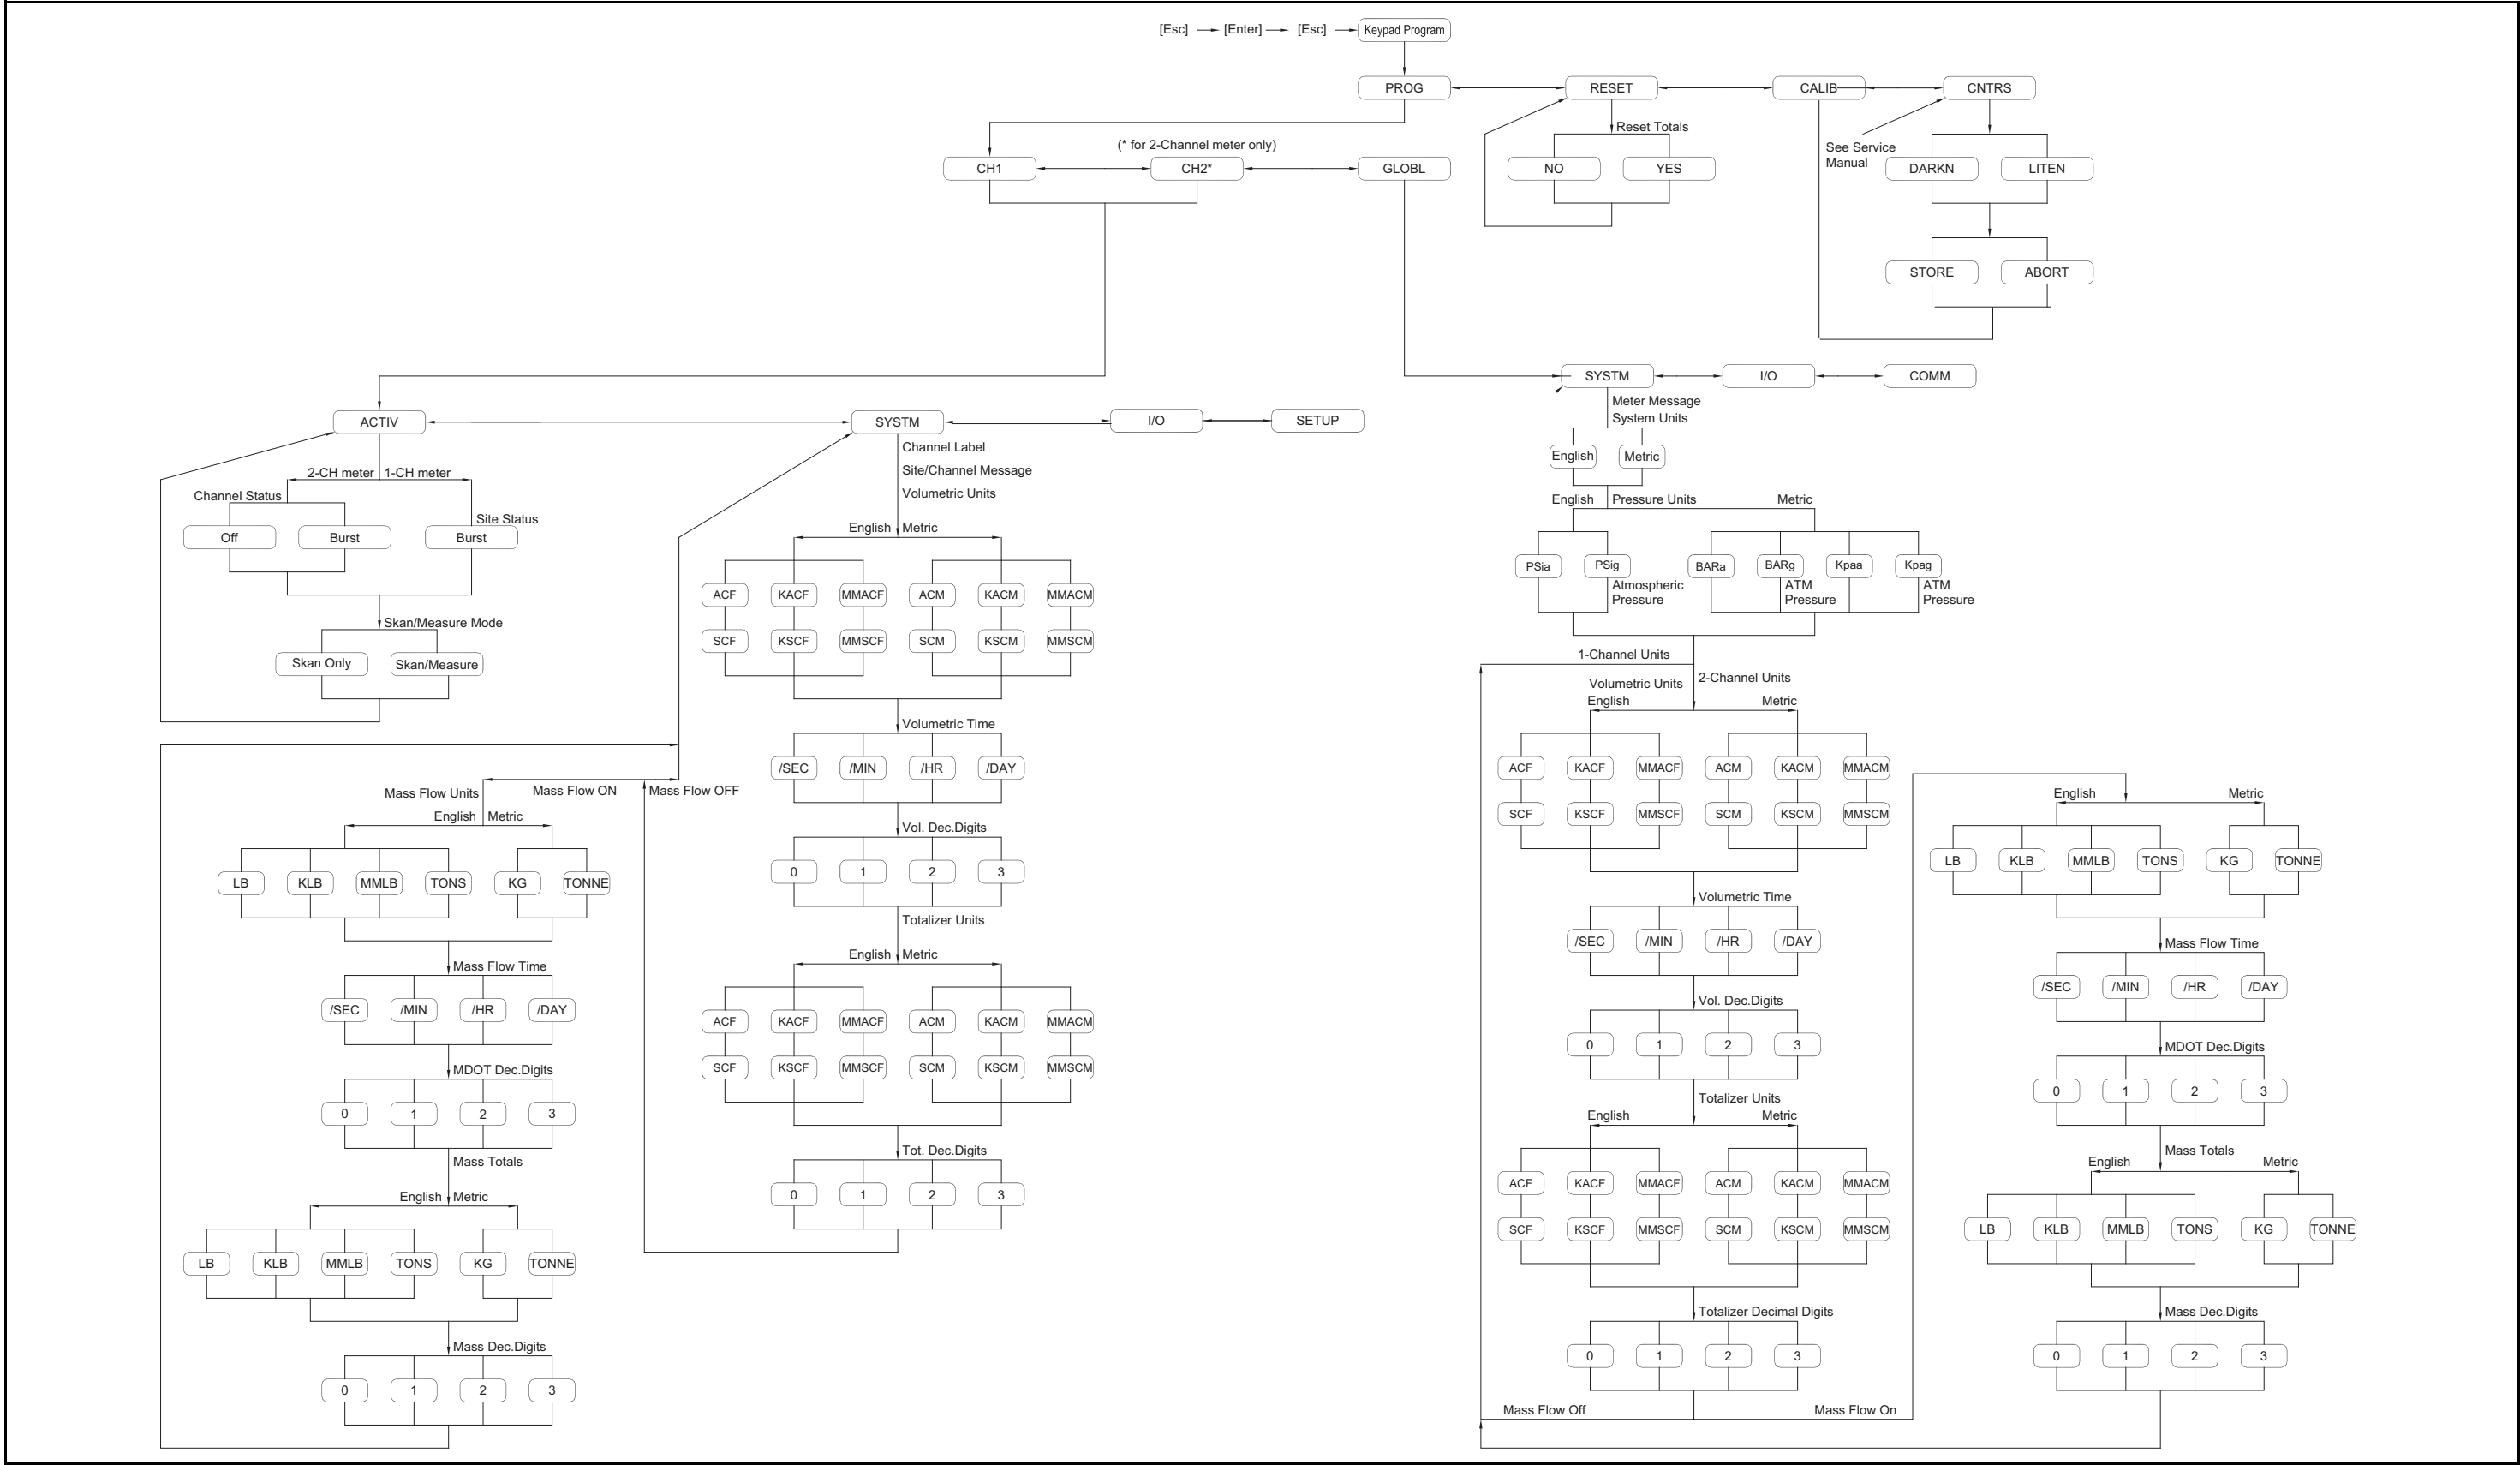 [Esc] [Enter] [Esc] Keypad Program
PROG RESET CALIB CNTRS
Reset Totals
(* for 2-Channel meter only)
See Service
Manual
CH1 CH2* GLOBL NO YES DARKN LITEN
STORE ABORT
SYSTM I/O COMM
Meter Message
System Units
English Metric
English Pressure Units Metric
PSia PSig BARa BARg Kpaa Kpag
Atmospheric
Pressure
ATM
Pressure
ATM
Pressure
ACTIV SYSTM I/O SETUP
2-CH meter 1-CH meter
Channel Status
Site Status
Off Burst Burst
Skan/Measure Mode
Skan Only Skan/Measure
Channel Label
Site/Channel Message
Volumetric Units
English Metric
ACF KACF MMACF ACM KACM MMACM
SCF KSCF MMSCF SCM KSCM MMSCM
Volumetric Time
/SEC /MIN /HR /DAY
Vol. Dec.Digits
0 1 2 3
Totalizer Units
English Metric
ACF KACF MMACF ACM KACM MMACM
SCF KSCF MMSCF SCM KSCM MMSCM
Tot. Dec.Digits
0 1 2 3
Mass Flow Units Mass Flow ON Mass Flow OFF
English Metric
LB KLB MMLB TONS KG TONNE
Mass Flow Time
/SEC /MIN /HR /DAY
MDOT Dec.Digits
0 1 2 3
Mass Totals
English Metric
LB KLB MMLB TONS KG TONNE
Mass Dec.Digits
0 1 2 3
1-Channel Units
2-Channel Units
Volumetric Units
English Metric
ACF KACF MMACF ACM KACM MMACM
SCF KSCF MMSCF SCM KSCM MMSCM
Volumetric Time
/SEC /MIN /HR /DAY
Vol. Dec.Digits
0 1 2 3
Totalizer Units
English Metric
ACF KACF MMACF ACM KACM MMACM
SCF KSCF MMSCF SCM KSCM MMSCM
Totalizer Decimal Digits
0 1 2 3
Mass Flow Off Mass Flow On
English Metric
LB KLB MMLB TONS KG TONNE
Mass Flow Time
/SEC /MIN /HR /DAY
MDOT Dec.Digits
0 1 2 3
Mass Totals
English Metric
LB KLB MMLB TONS KG TONNE
Mass Dec.Digits
0 1 2 3